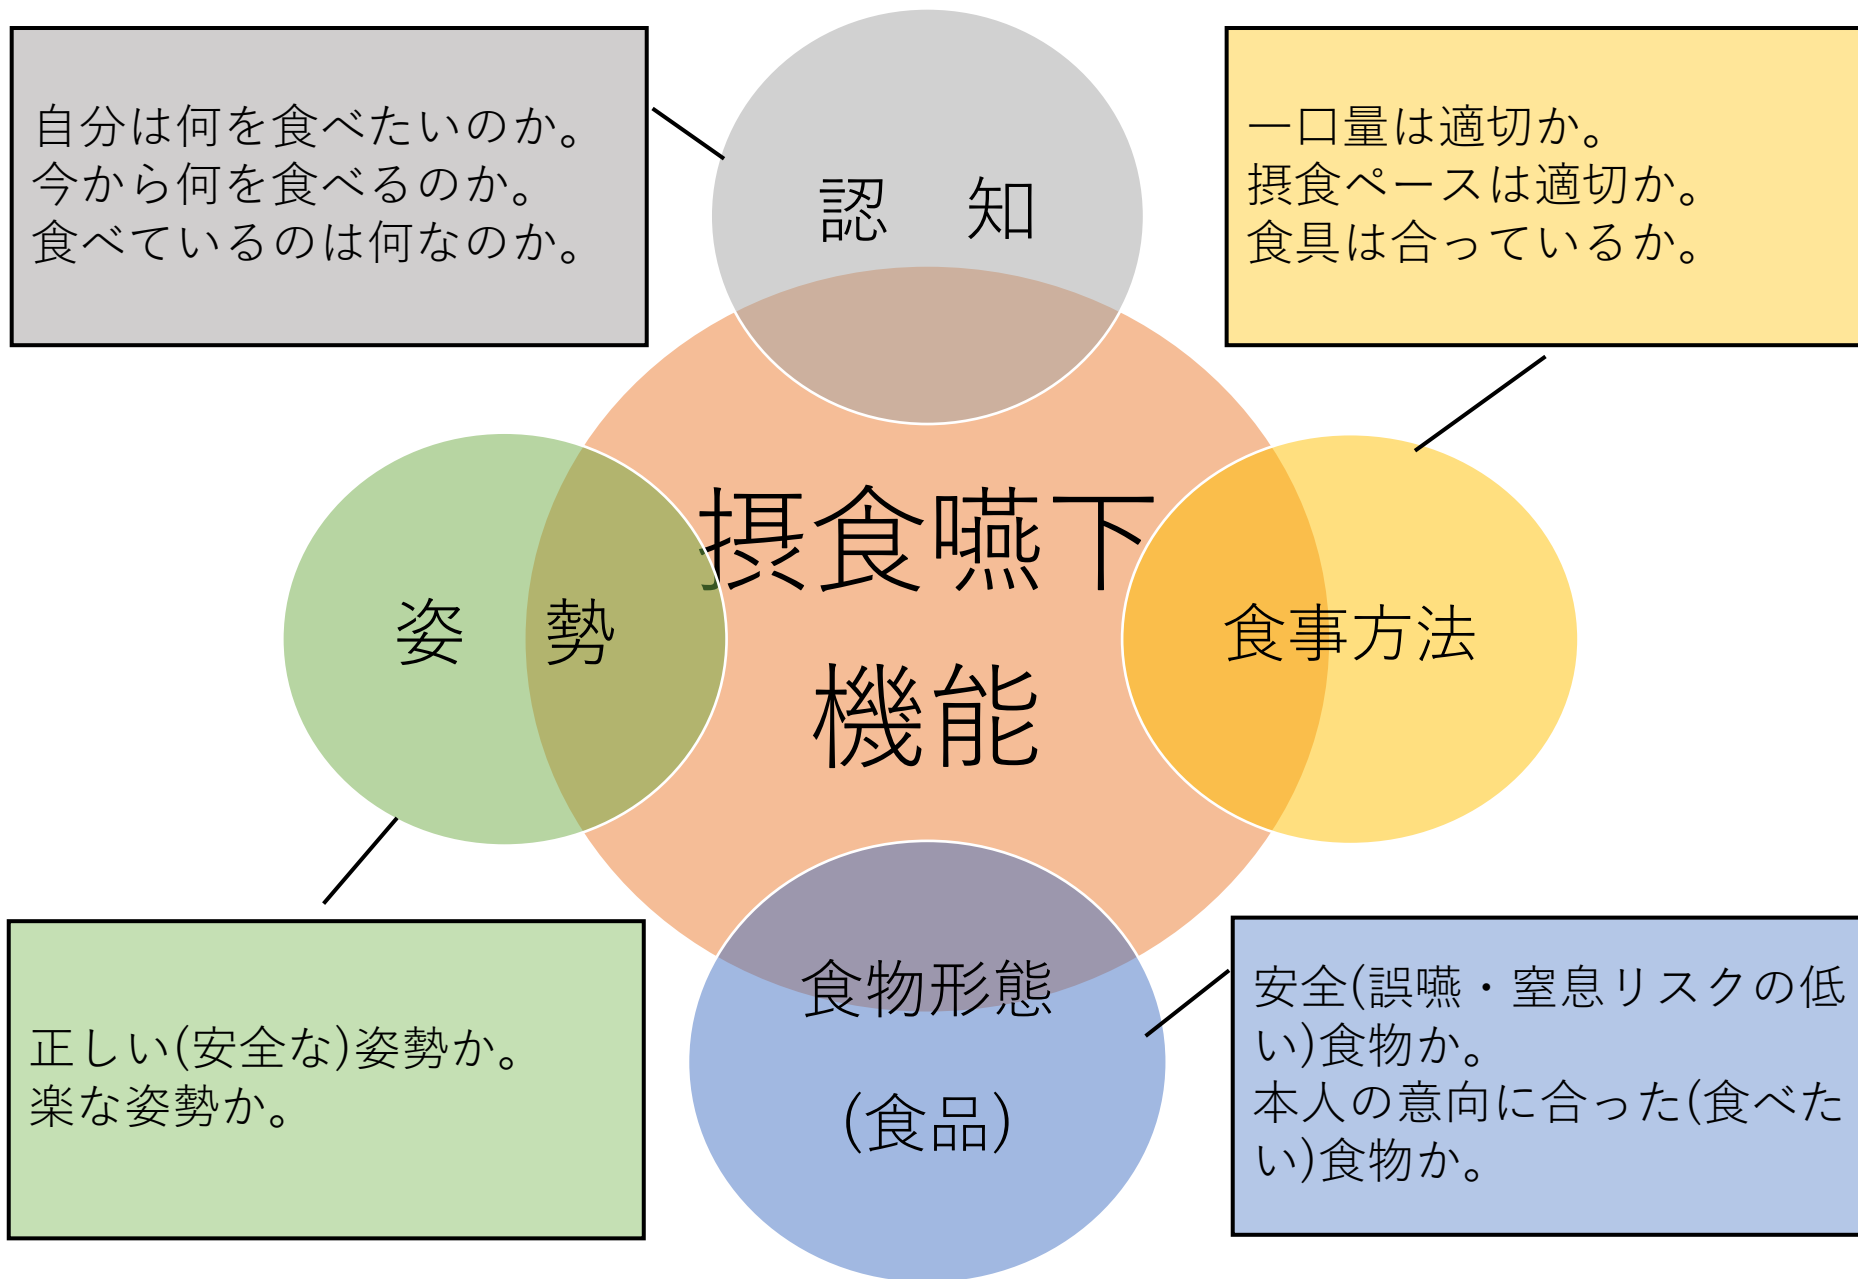 自分は何を食べたいのか。
今から何を食べるのか。
食べているのは何なのか。
認　知
一口量は適切か。
摂食ペースは適切か。
食具は合っているか。
姿　勢
摂食嚥下
機能
食事方法
正しい(安全な)姿勢か。
楽な姿勢か。
食物形態
(食品)
安全(誤嚥・窒息リスクの低
い)食物か。
本人の意向に合った(食べた
い)食物か。